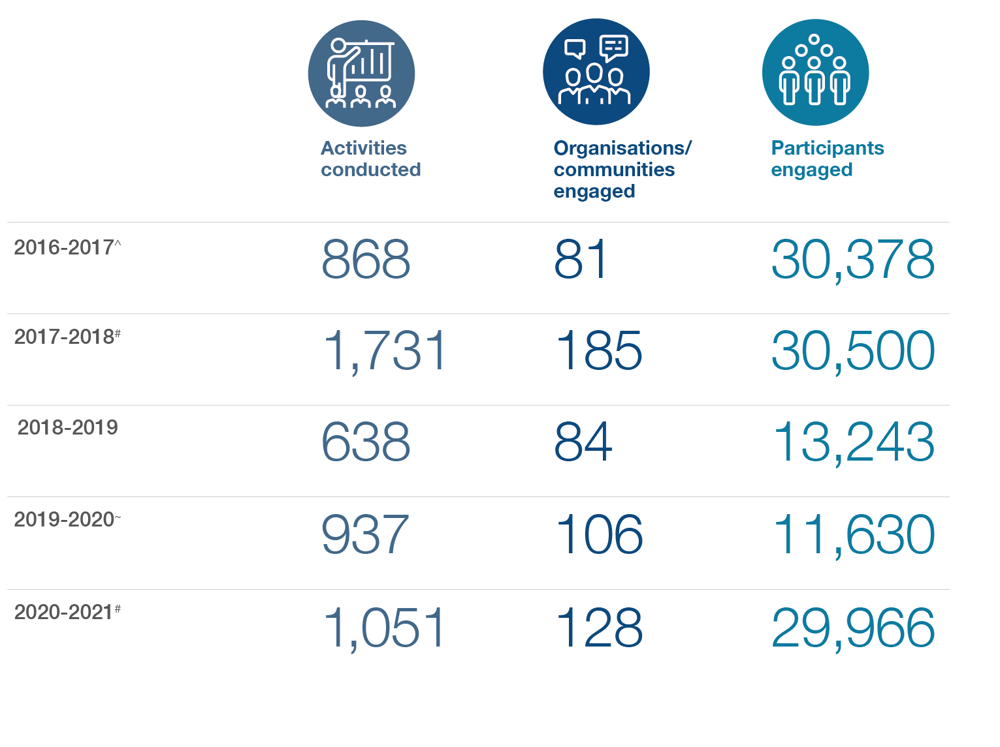 Activities
conducted
Organisations/
communities
engaged
Participants
engaged
2016-2017^ 868 81 30,378
2017-2018# 1,731 185 30,500
2018-2019 638 84 13,243
2019-2020~ 937 106 11,630
2020-2021# 1,051 128 29,966